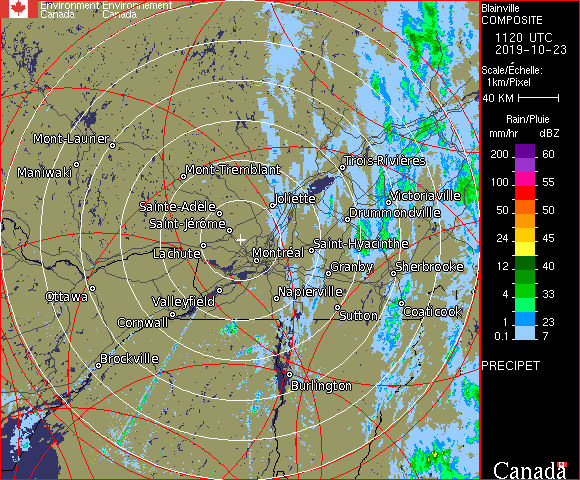 Environment Environnement
Canada Canada
Blainville
COMPOSITE
1120 UTC
2019-10-23
Scale/Échelle:
1km/Pixel
40 KM
Rain/Pluie
mm/hr dBZ
200 60
100 55
50 50
24 45
12 40
4 33
1 23
0.1 7
PRECIPET
Canada
Mont-Laurier
Maniwaki
Mont-Tremblant
Trois-Rivières
Joliette
Victoriaville
Sainte-Adèle
Drummondville
Saint-Jérôme
Lachute
Montréal
Saint-Hyacinthe
Granby
Sherbrooke
Ottawa
Valleyfield
Napierville
Cornwall
Sutton
Coaticook
Brockville
Burlington